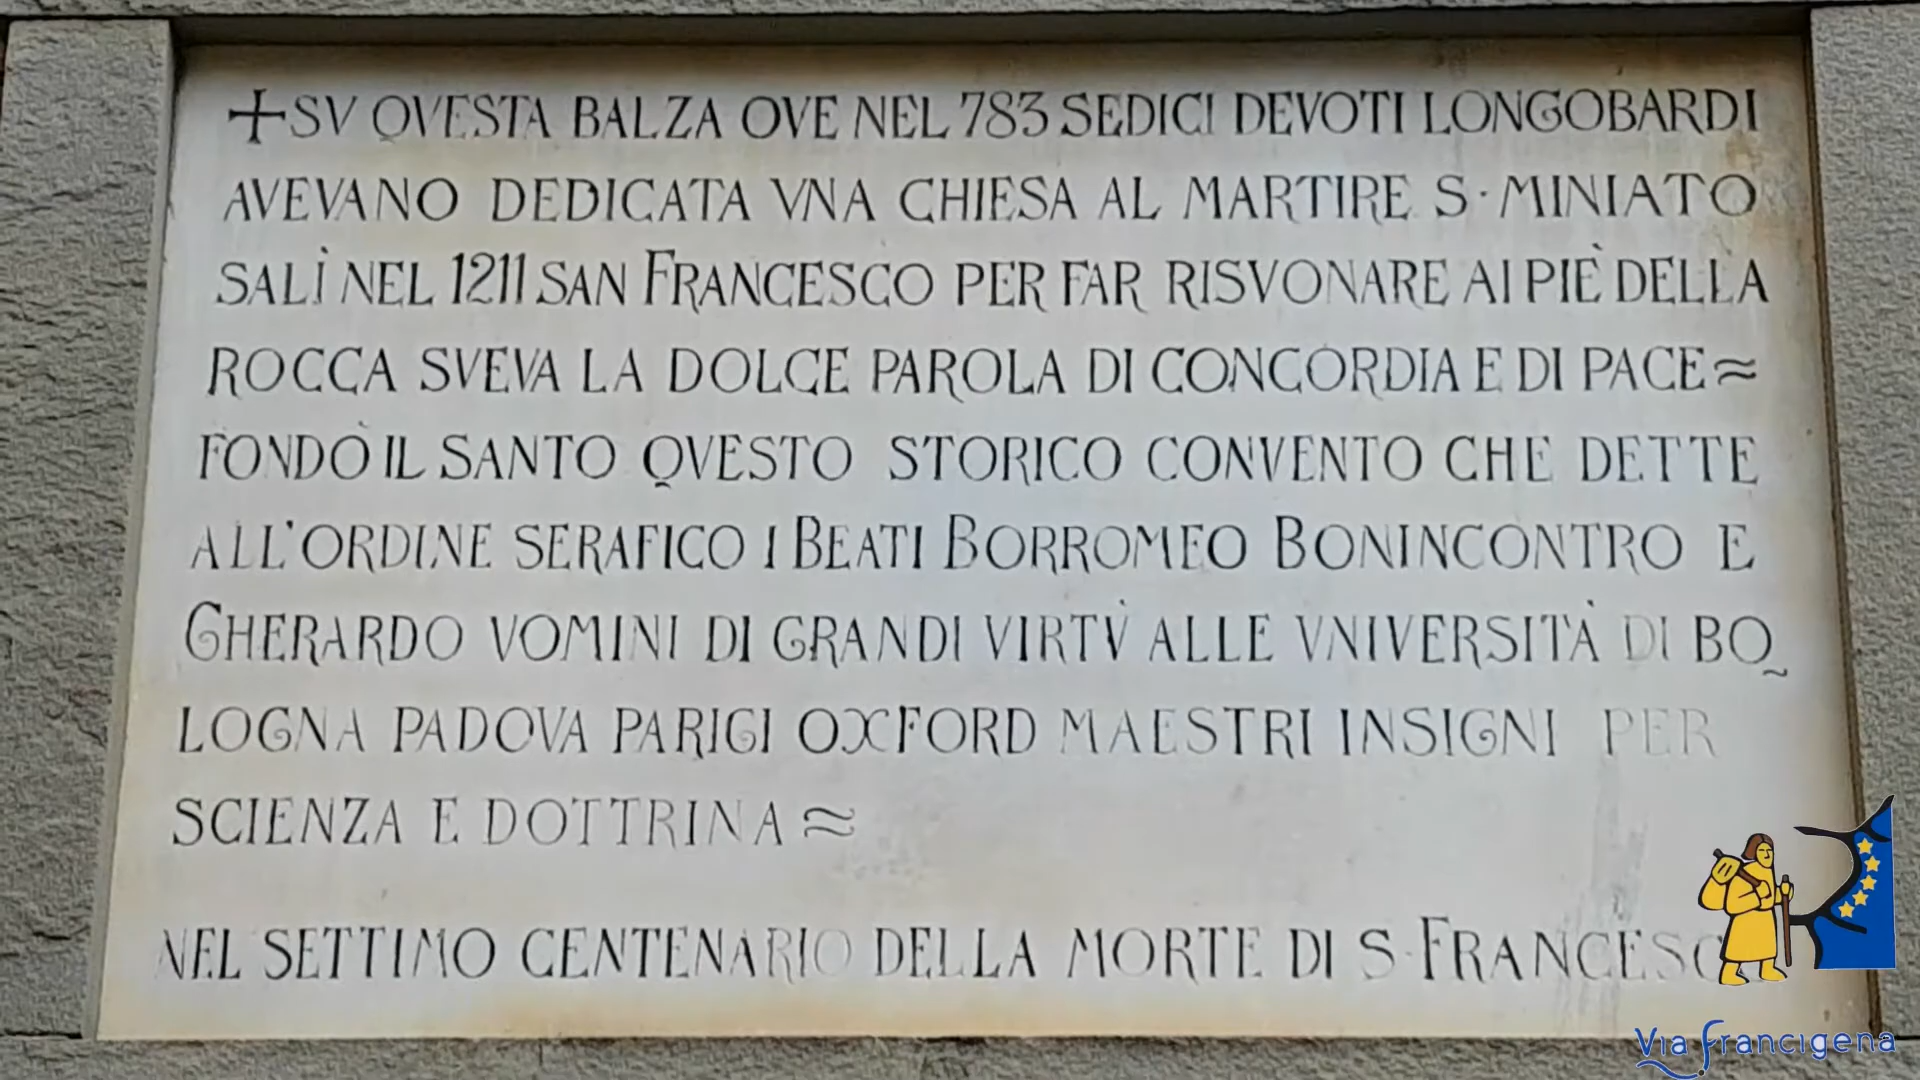 +SV QVESTA BALZA OVE NEL 783 SEDICI DEVOTI LONGOBARDI
AVEVANO DEDICATA VNA CHIESA AL MARTIRE S·MINIATO
SALÌ NEL 1211 SAN FRANCESCO PER FAR RISVONARE AI PIÈ DELLA
ROCCA SVEVA LA DOLCE PAROLA DI CONCORDIA E DI PACE≈
FONDÒ IL SANTO QVESTO STORICO CONVENTO CHE DETTE
ALL'ORDINE SERAFICO I BEATI BORROMEO BONINCONTRO E
GHERARDO VOMINI DI GRANDI VIRTV̀ ALLE VNIVERSITÀ DI BO~
LOGNA PADOVA PARIGI OXFORD MAESTRI INSIGNI PER
SCIENZA E DOTTRINA≈
NEL SETTIMO CENTENARIO DELLA MORTE DI S·FRANCESC
Via Francigena